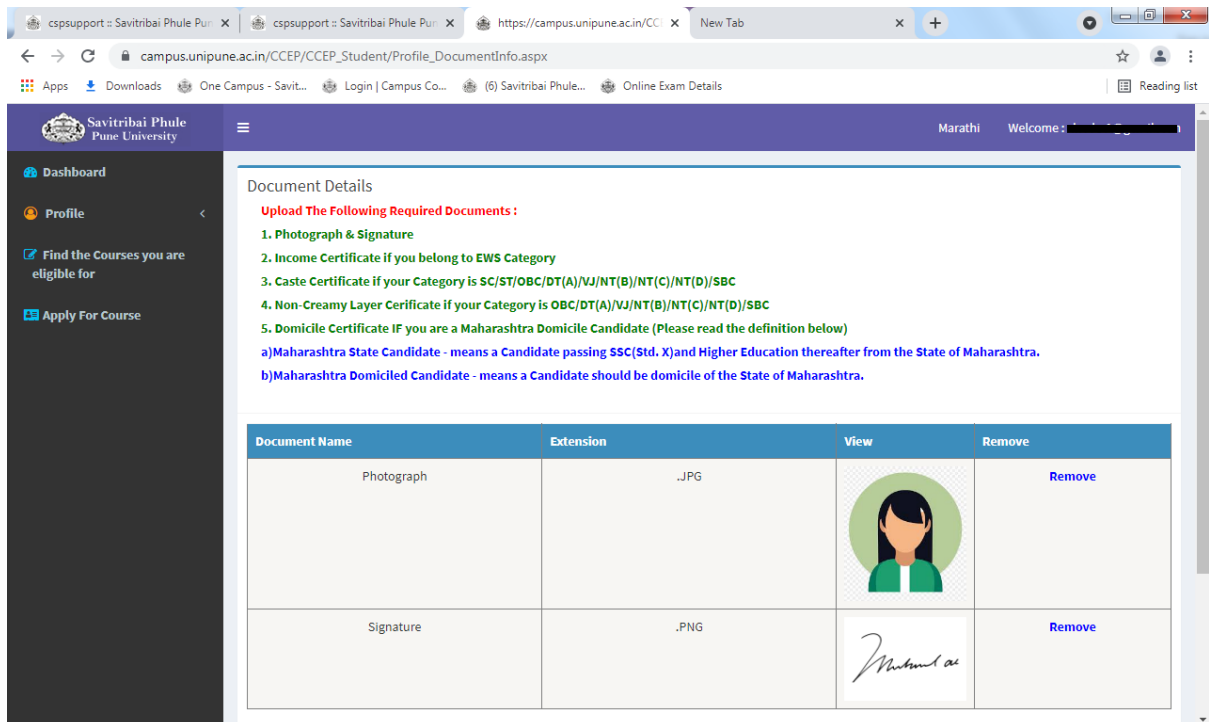 cspsupport :: Savitribai Phule Pun
cspsupport :: Savitribai Phule Pun
https://campus.unipune.ac.in/CC
New Tab
campus.unipune.ac.in/CCEP/CCEP_Student/Profile_DocumentInfo.aspx
Apps Downloads One Campus - Savit... Login | Campus Co... (6) Savitribai Phule... Online Exam Details Reading list
Savitribai Phule
Pune University
Marathi Welcome :
Dashboard
Profile
Find the Courses you are
eligible for
Apply For Course
Document Details
Upload The Following Required Documents :
1. Photograph & Signature
2. Income Certificate if you belong to EWS Category
3. Caste Certificate if your Category is SC/ST/OBC/DT(A)/VJ/NT(B)/NT(C)/NT(D)/SBC
4. Non-Creamy Layer Cerificate if your Category is OBC/DT(A)/VJ/NT(B)/NT(C)/NT(D)/SBC
5. Domicile Certificate IF you are a Maharashtra Domicile Candidate (Please read the definition below)
a)Maharashtra State Candidate - means a Candidate passing SSC(Std. X)and Higher Education thereafter from the State of Maharashtra.
b)Maharashtra Domiciled Candidate - means a Candidate should be domicile of the State of Maharashtra.
Document Name Extension View Remove
Photograph .JPG Remove
Signature .PNG Remove